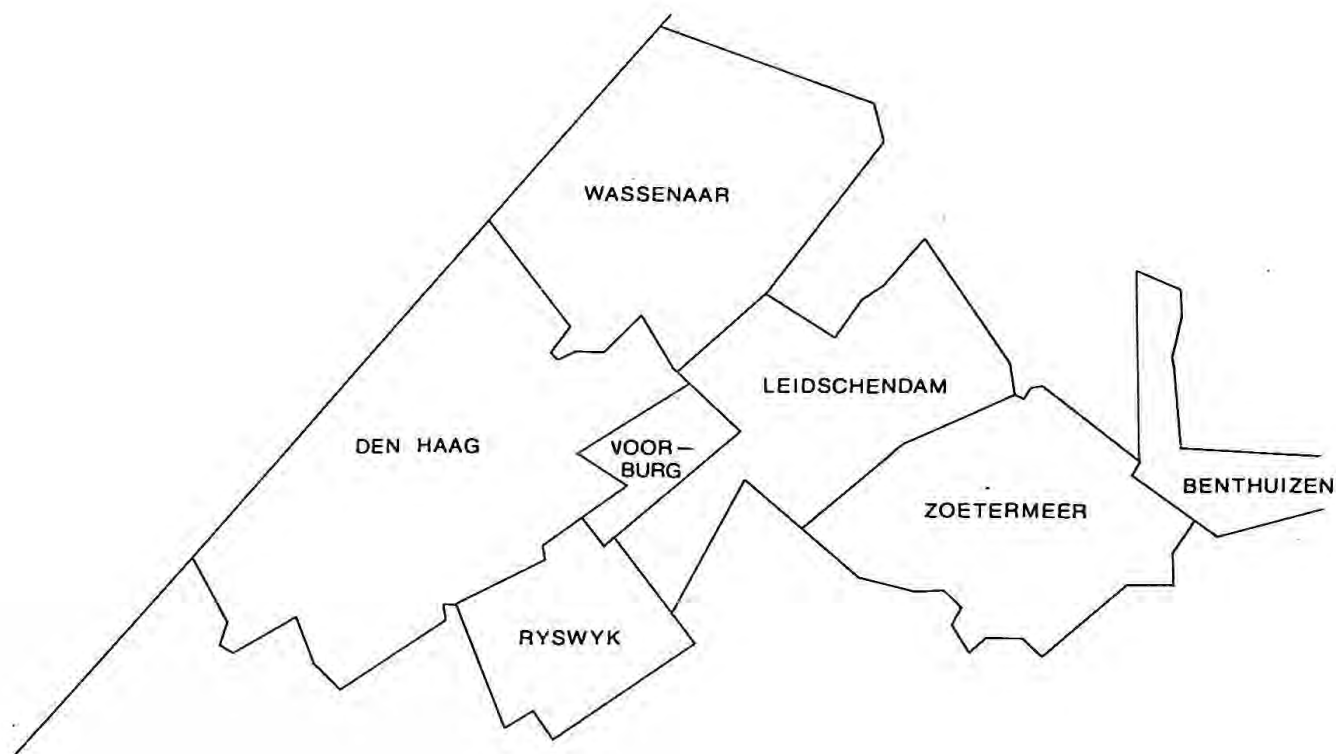 WASSENAAR
LEIDSCHENDAM
DEN HAAG
VOOR—
BURG
BENTHUIZEN
ZOETERMEER
RYSWYK